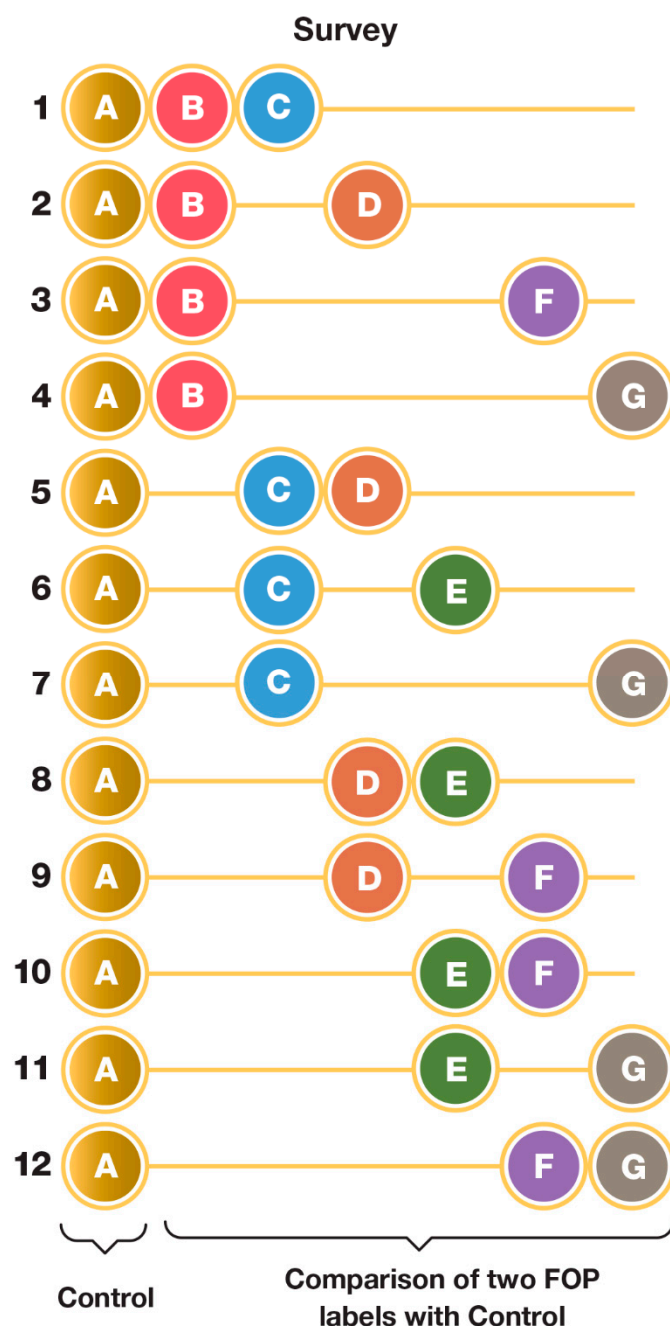 Survey
1 A B C
2 A B D
3 A B F
4 A B G
5 A C D
6 A C E
7 A C G
8 A D E
9 A D F
10 A E F
11 A E G
12 A F G
Control
Comparison of two FOP
labels with Control